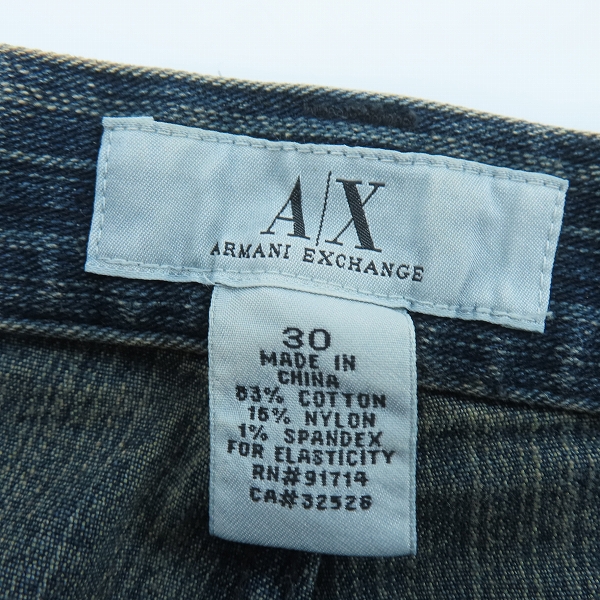 A|X
ARMANI EXCHANGE
30
MADE IN
CHINA
83% COTTON
16% NYLON
1% SPANDEX
FOR ELASTICITY
RN#91714
CA#32526